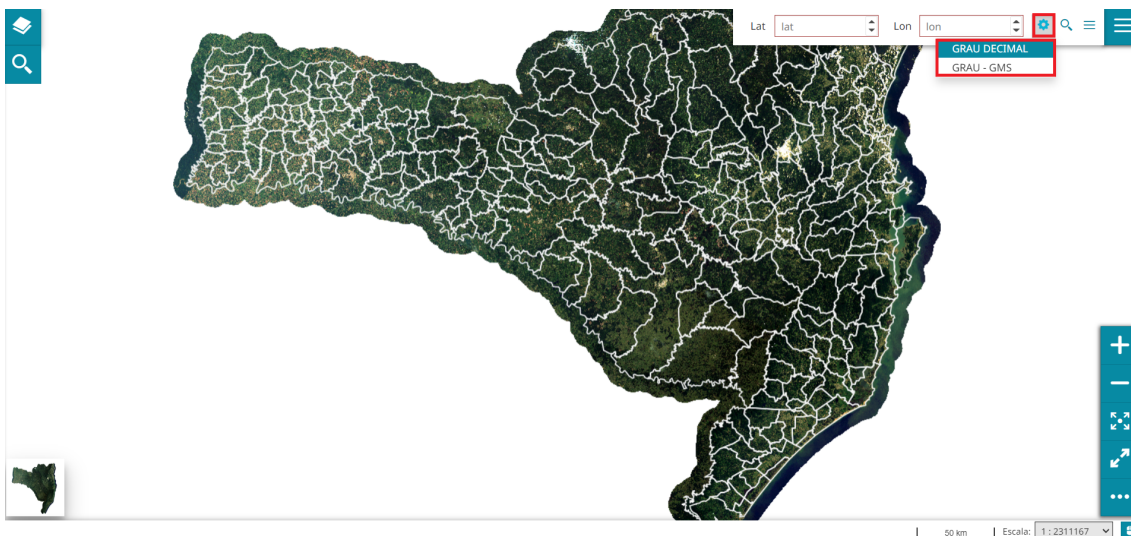 Lat lat Lon lon
GRAU DECIMAL
GRAU - GMS
50 km Escala: 1 : 2311167